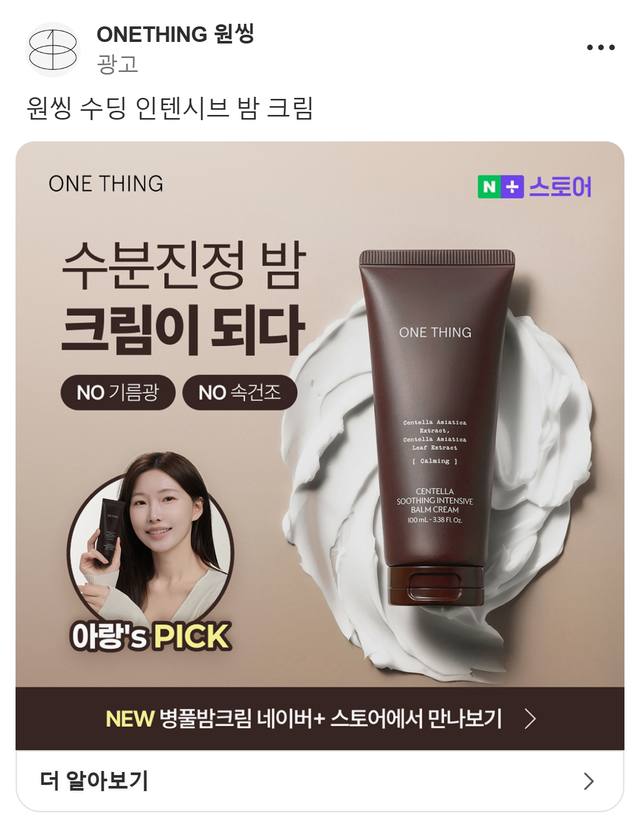 ONETHING 원씽
광고
원씽 수딩 인텐시브 밤 크림
ONE THING
N + 스토어
수분진정 밤
크림이 되다
NO 기름광
NO 속건조
ONE THING
Centella Asiatica
Extract,
Centella Asiatica
Leaf Extract
[ Calming ]
CENTELLA
SOOTHING INTENSIVE
BALM CREAM
100 mL - 3.38 Fl. Oz.
ONE THING
아랑's PICK
NEW 병풀밤크림 네이버+ 스토어에서 만나보기
더 알아보기